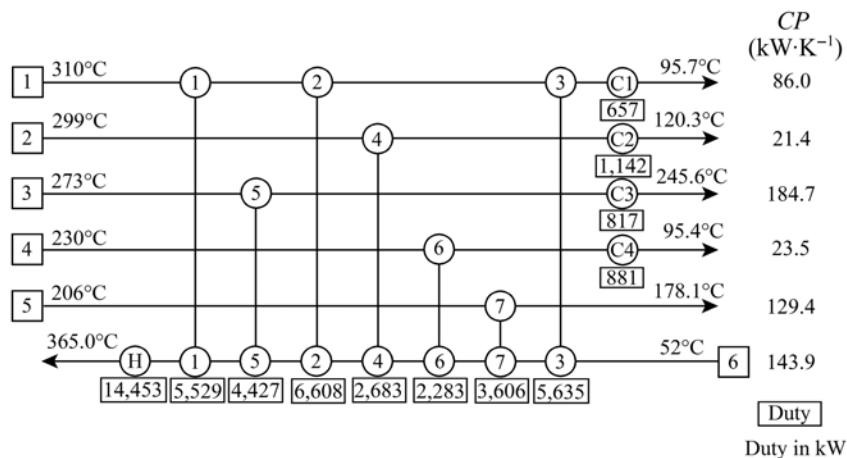 CP
(kW·K⁻¹)
1 310°C 1 2 3 C1 95.7°C 86.0
657
2 299°C 4 C2 120.3°C 21.4
1,142
3 273°C 5 C3 245.6°C 184.7
817
4 230°C 6 C4 95.4°C 23.5
881
5 206°C 7 178.1°C 129.4
365.0°C H 1 5 2 4 6 7 3 52°C 6 143.9
14,453 5,529 4,427 6,608 2,683 2,283 3,606 5,635
Duty
Duty in kW